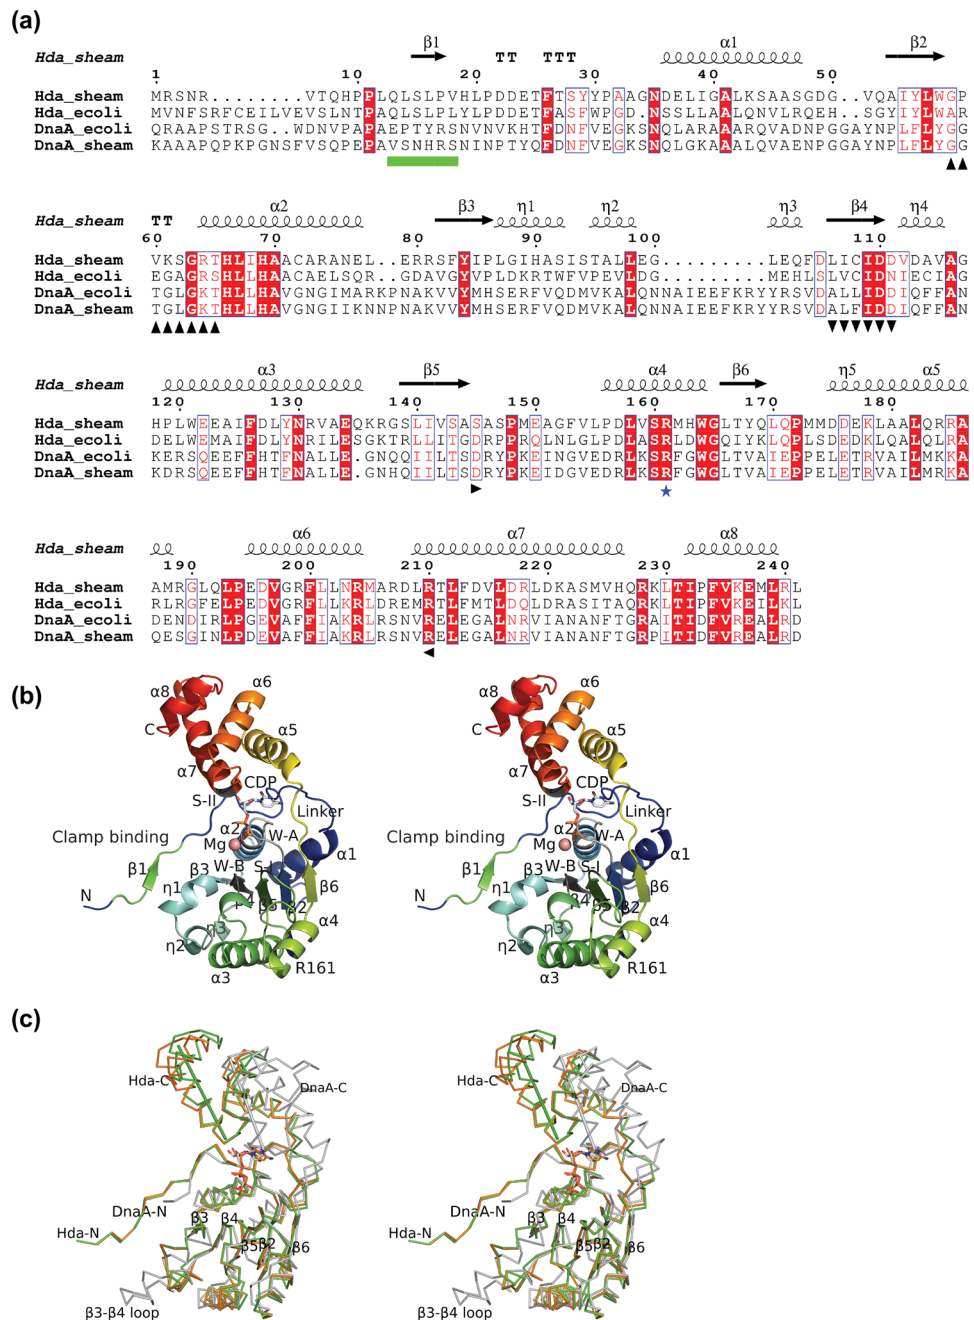 (a)
Hda_sheam β1 TT TTT α1 β2
1 10 20 30 40 50
Hda_sheam MRSNR.........VTQHPPLQLSLPVHLPDDETFTSYYPAAGNDELIGALKSAASGDG..VQAIYLWGP
Hda_ecoli MVNFSRFCEILVEVSLNTPAQLSLPLYLPDDETFASFWPG.DNSSLLAALQNVLRQEH..SGYIYLWAR
DnaA_ecoli QRAAPSTRSG..WDNVPAPAEPTYRSNVNVKHTFDNFVEGKSNQLARAAARQVADNPGGAYNPLFLYGG
DnaA_sheam KAAAPQPKPGNSFVSQPEPAVSNHRSNINPTYQFDNFVEGKSNQLGKAAALQVAENPGGAYNPLFLYGG
Hda_sheam TT α2 β3 η1 η2 η3 β4 η4
60 70 80 90 100 110
Hda_sheam VKSGRTHLIHAACARANEL..ERRSFYIPLGIHASISTALLEG.........LEQFDLICIDDVDAVAG
Hda_ecoli EGAGRSHLLHAACAELSQR..GDAVGYVPLDKRTWFVPEVLDG.........MEHLSLVCIDNIECIAG
DnaA_ecoli TGLGKTHLLHAVGNGIMARKPNAKVVYMHSERFVQDMVKALQNNAIEEFKRYYRSVDALLIDDIQFFAN
DnaA_sheam TGLGKTHLLHAVGNGIIKNNPNAKVVYMHSERFVQDMVKALQNNAIEEFKRYYRSVDALFIDDIQFFAN
Hda_sheam α3 β5 α4 β6 η5 α5
120 130 140 150 160 170 180
Hda_sheam HPLWEEAIFDLYNRVAEQKRGSLIVSASASPMEAGFVLPDLVSRMHWGLTYQLQPMMDDEKLAALQRRA
Hda_ecoli DELWEMAIFDLYNRILESGKTRLLITGDRPPRQLNLGLPDLASRLDWGQIYKLQPLSDEDKLQALQLRA
DnaA_ecoli KERSQEEFFHTFNALLE.GNQQIILTSDRYPKEINGVEDRLKSRFGWGLTVAIEPPELETRVAILMKKA
DnaA_sheam KDRSQEEFFHTFNALLE.GNHQIILTSDRYPKEIDGVEDRLKSRFGWGLTVAIEPPELETRVAILMRKA
Hda_sheam α6 α7 α8
190 200 210 220 230 240
Hda_sheam AMRGLQLPEDVGRFLLNRMARDLRTLFDVLDRLDKASMVHQRKLTIPFVKEMLRL
Hda_ecoli RLRGFELPEDVGRFLLKRLDREMRTLFMTLDQLDRASITAQRKLTIPFVKEILKL
DnaA_ecoli DENDIRLPGEVAFFIAKRLRSNVRELEGALNRVIANANFTGRAITIDFVREALRD
DnaA_sheam QESGINLPDEVAFFIAKRLRSNVRELEGALNRVIANANFTGRPITIDFVREALRD
(b)
α8 α6 C α5 α7 CDP S-II Linker Clamp binding α2 W-A Mg α1 β1 W-B S-I β3 N η1 β6 β4 β5 β2 η3 α4 η2 α3 R161
α8 α6 C α5 α7 CDP S-II Linker Clamp binding α2 W-A Mg α1 β1 W-B S-I β3 N η1 β6 β4 β5 β2 η3 α4 η2 α3 R161
(c)
Hda-C DnaA-C DnaA-N Hda-N β3 β4 β5 β2 β6 β3-β4 loop
Hda-C DnaA-C DnaA-N Hda-N β3 β4 β5 β2 β6 β3-β4 loop